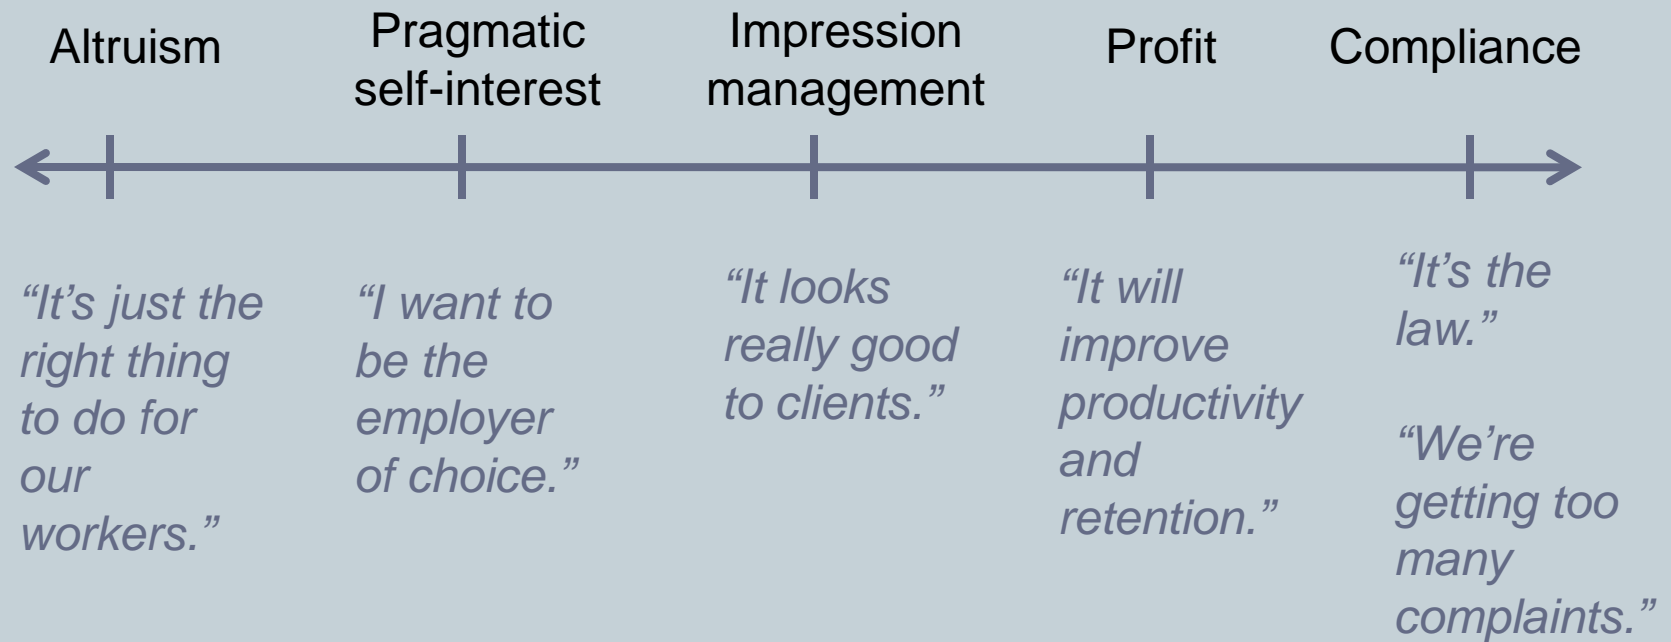 Altruism
Pragmatic
self-interest
Impression
management
Profit
Compliance
“It’s just the
right thing
to do for
our
workers.”
“I want to
be the
employer
of choice.”
“It looks
really good
to clients.”
“It will
improve
productivity
and
retention.”
“It’s the
law.”
“We’re
getting too
many
complaints.”